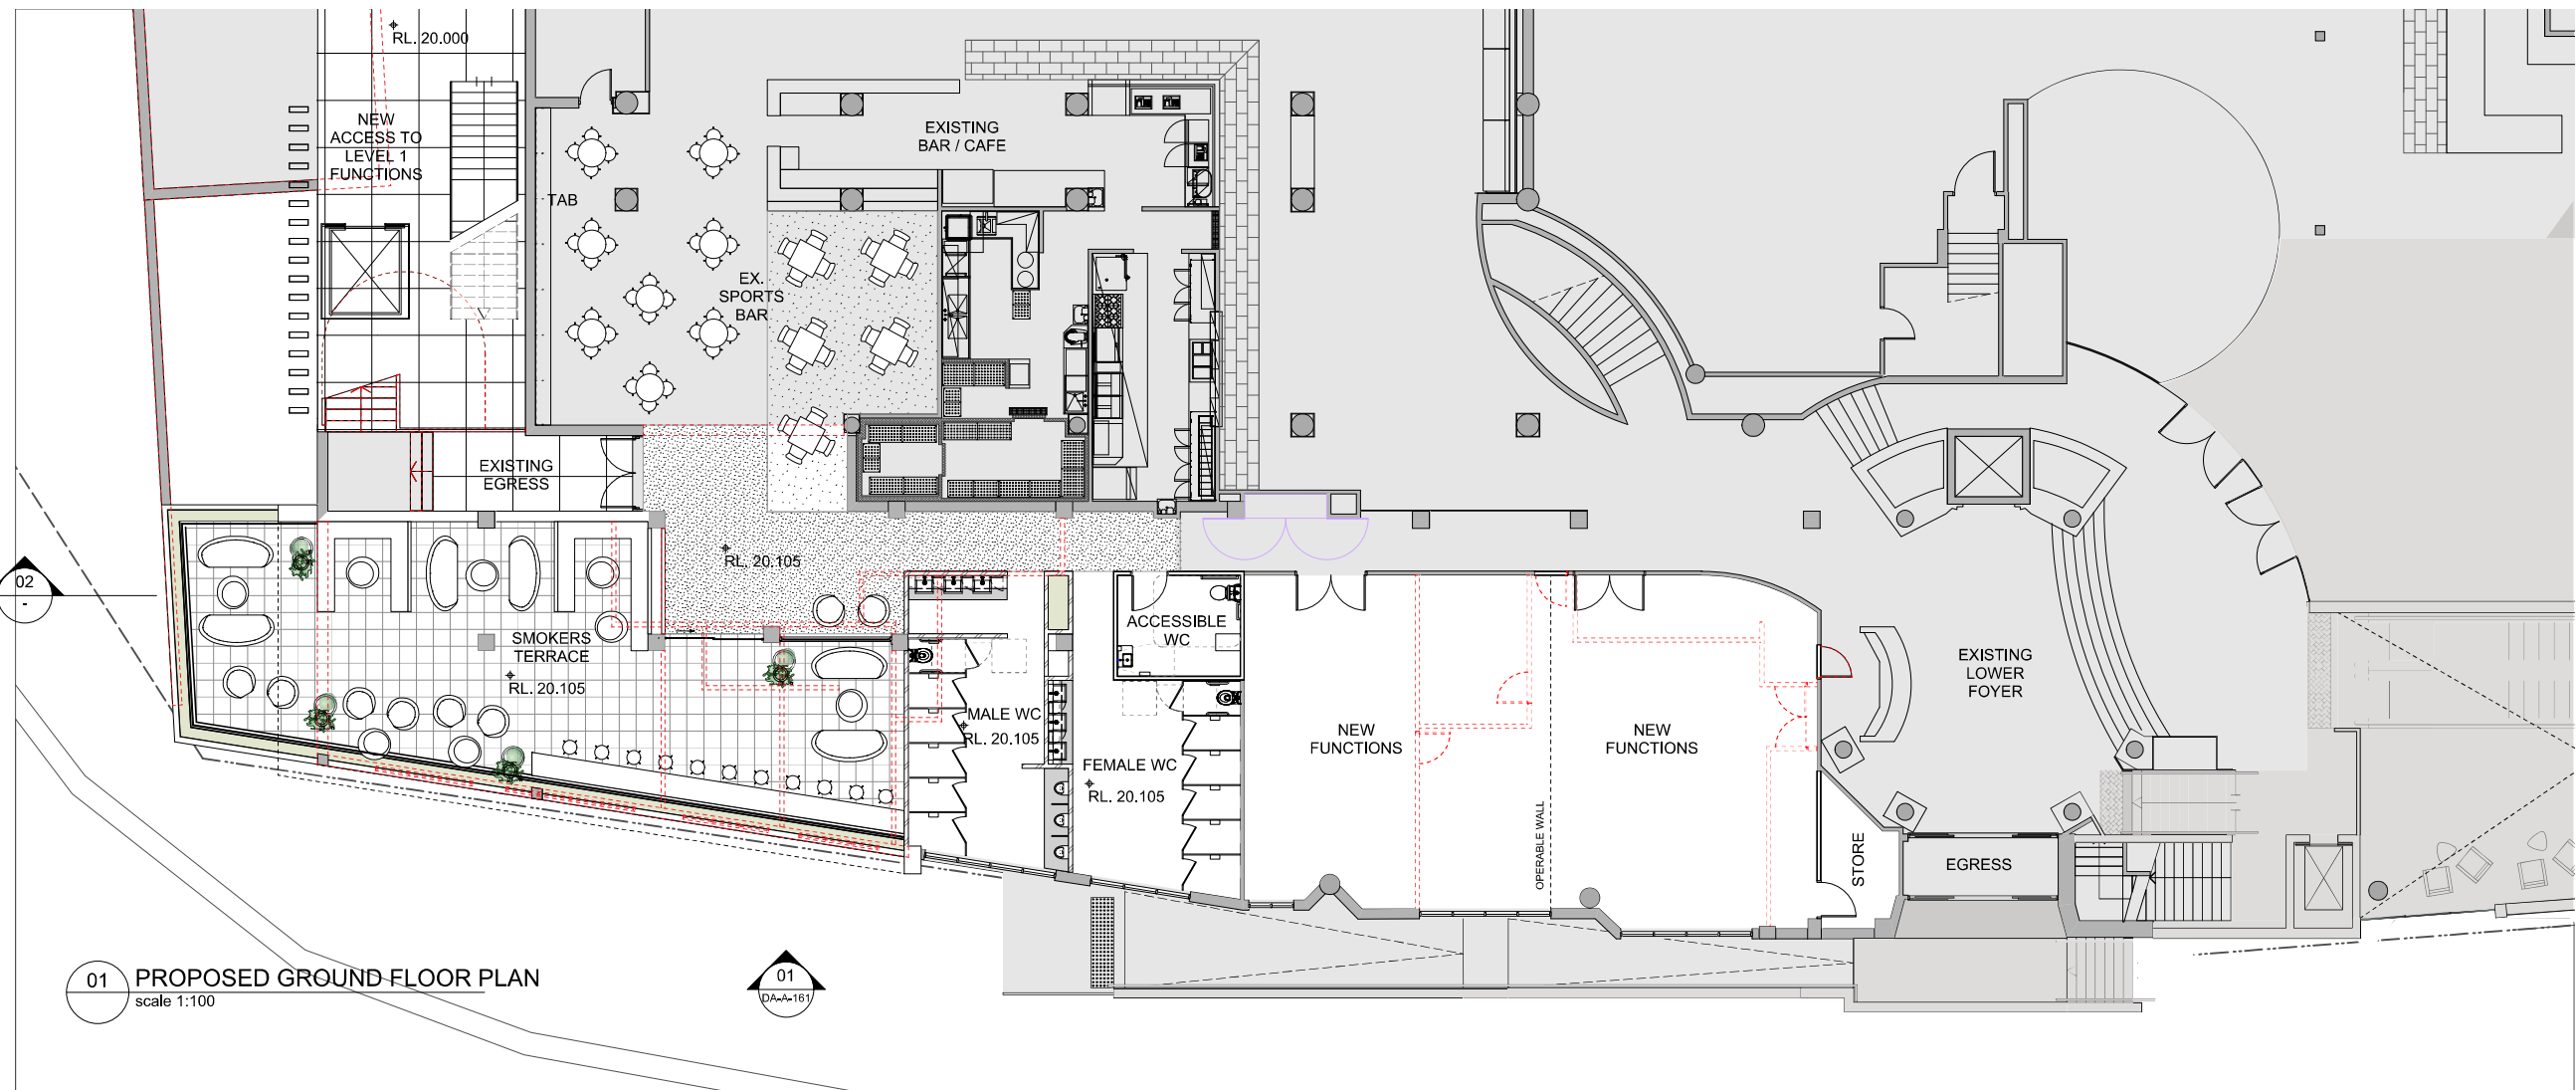 RL. 20.000
NEW
ACCESS TO
LEVEL 1
FUNCTIONS
EXISTING
BAR / CAFE
TAB
EX.
SPORTS
BAR
EXISTING
EGRESS
RL. 20.105
02
-
SMOKERS
TERRACE
RL. 20.105
ACCESSIBLE
WC
MALE WC
RL. 20.105
FEMALE WC
RL. 20.105
NEW
FUNCTIONS
OPERABLE WALL
NEW
FUNCTIONS
EXISTING
LOWER
FOYER
STORE
EGRESS
01 PROPOSED GROUND FLOOR PLAN
scale 1:100
01
DA-A-161